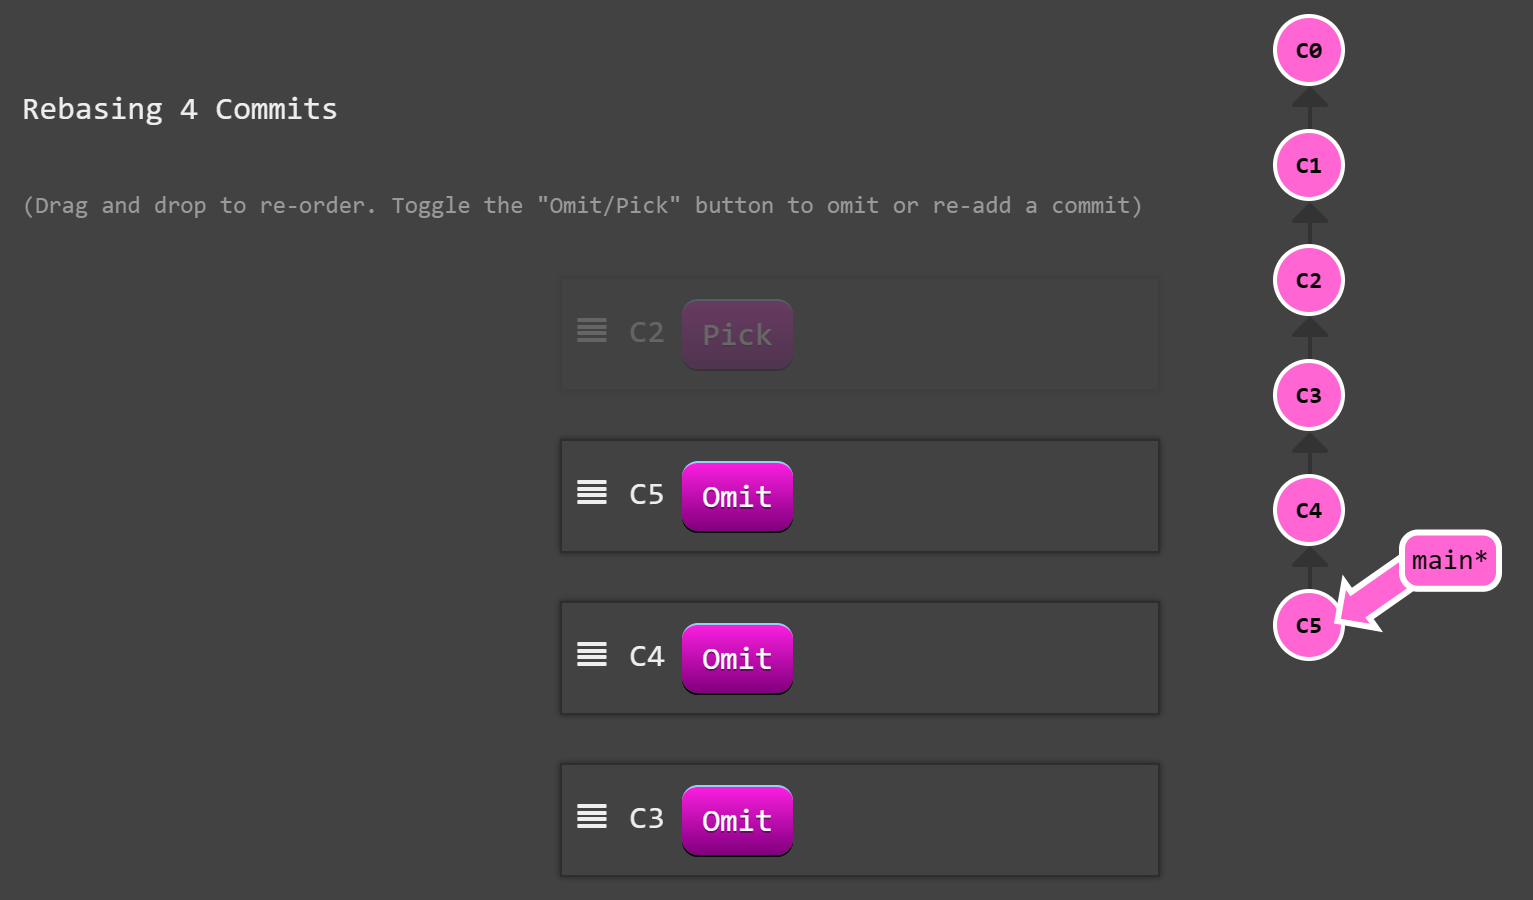 Rebasing 4 Commits
(Drag and drop to re-order. Toggle the "Omit/Pick" button to omit or re-add a commit)
C2 Pick
C5 Omit
C4 Omit
C3 Omit
C0
C1
C2
C3
C4
main*
C5